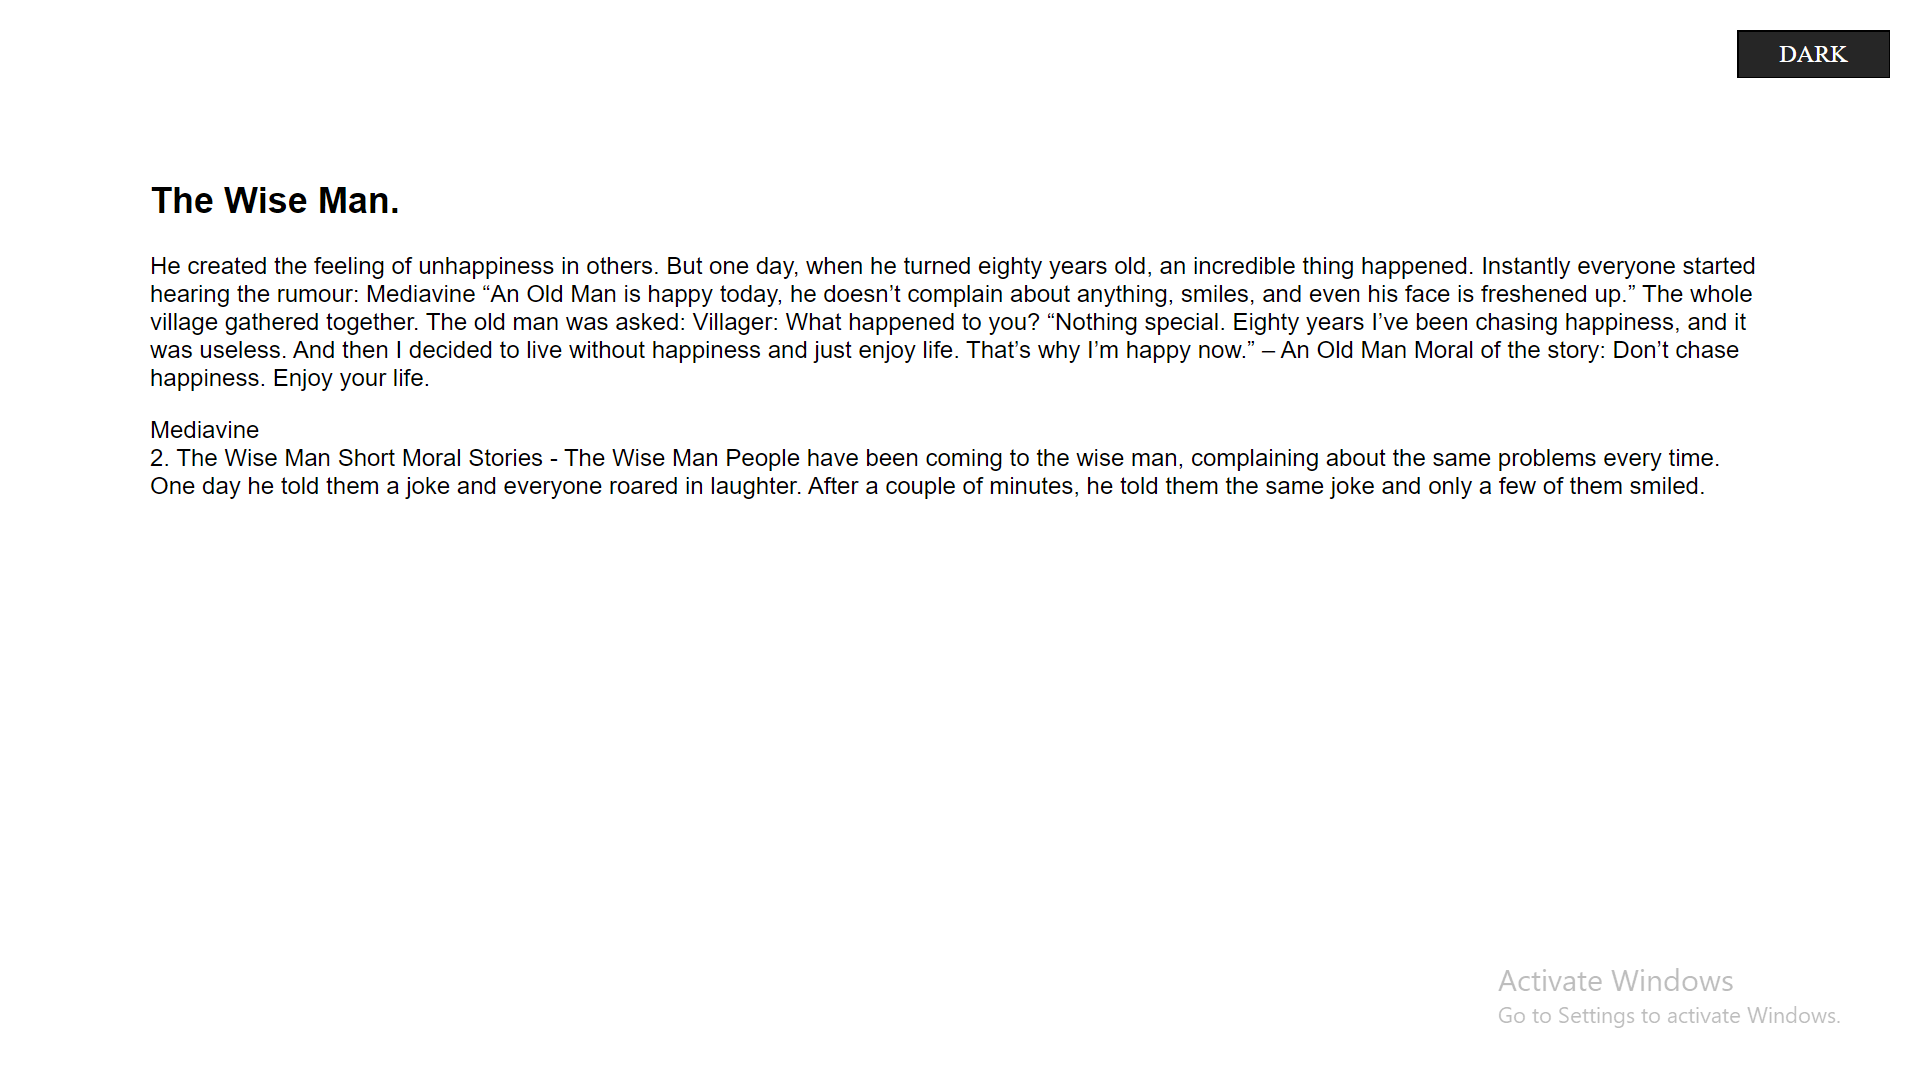 DARK
The Wise Man.
He created the feeling of unhappiness in others. But one day, when he turned eighty years old, an incredible thing happened. Instantly everyone started
hearing the rumour: Mediavine “An Old Man is happy today, he doesn’t complain about anything, smiles, and even his face is freshened up.” The whole
village gathered together. The old man was asked: Villager: What happened to you? “Nothing special. Eighty years I’ve been chasing happiness, and it
was useless. And then I decided to live without happiness and just enjoy life. That’s why I’m happy now.” – An Old Man Moral of the story: Don’t chase
happiness. Enjoy your life.
Mediavine
2. The Wise Man Short Moral Stories - The Wise Man People have been coming to the wise man, complaining about the same problems every time.
One day he told them a joke and everyone roared in laughter. After a couple of minutes, he told them the same joke and only a few of them smiled.
Activate Windows
Go to Settings to activate Windows.